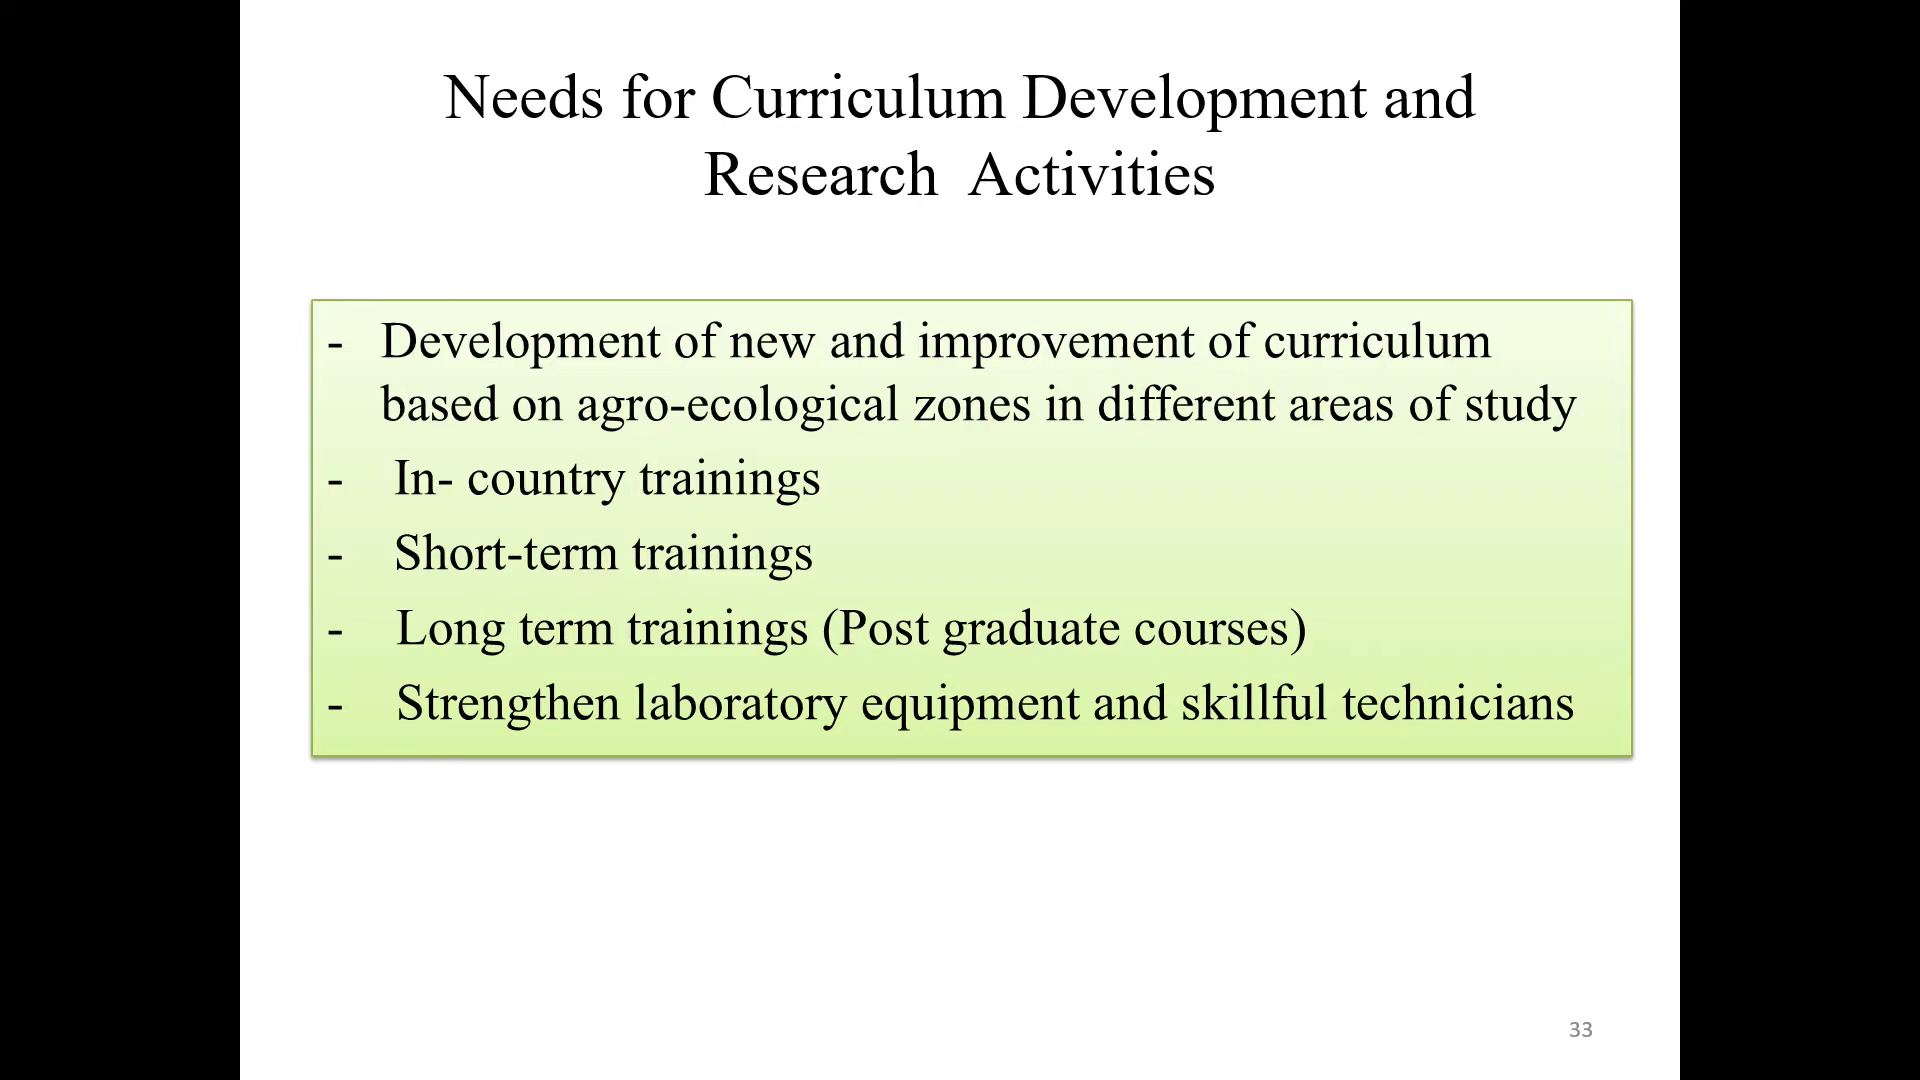 Needs for Curriculum Development and
Research  Activities
- Development of new and improvement of curriculum
based on agro-ecological zones in different areas of study
- In- country trainings
- Short-term trainings
- Long term trainings (Post graduate courses)
- Strengthen laboratory equipment and skillful technicians
33